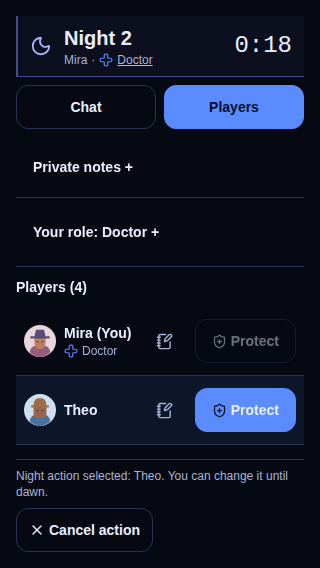 Night 2
0:18
Mira · Doctor
Chat
Players
Private notes +
Your role: Doctor +
Players (4)
Mira (You)
Doctor
Protect
Theo
Protect
Night action selected: Theo. You can change it until
dawn.
Cancel action